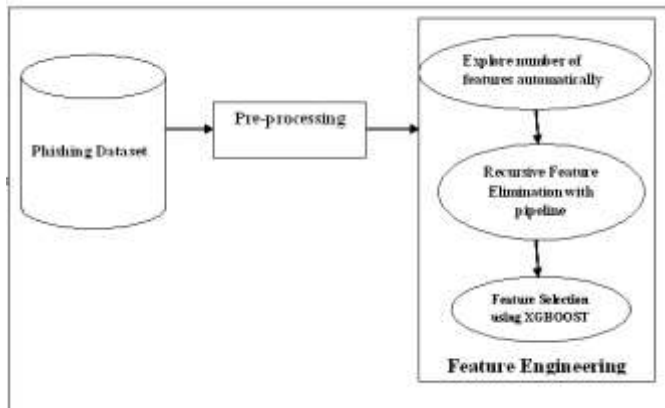 Phishing Dataset
Pre-processing
Explore number of
features automatically
Recursive Feature
Elimination with
pipeline
Feature Selection
using XGBOOST
Feature Engineering